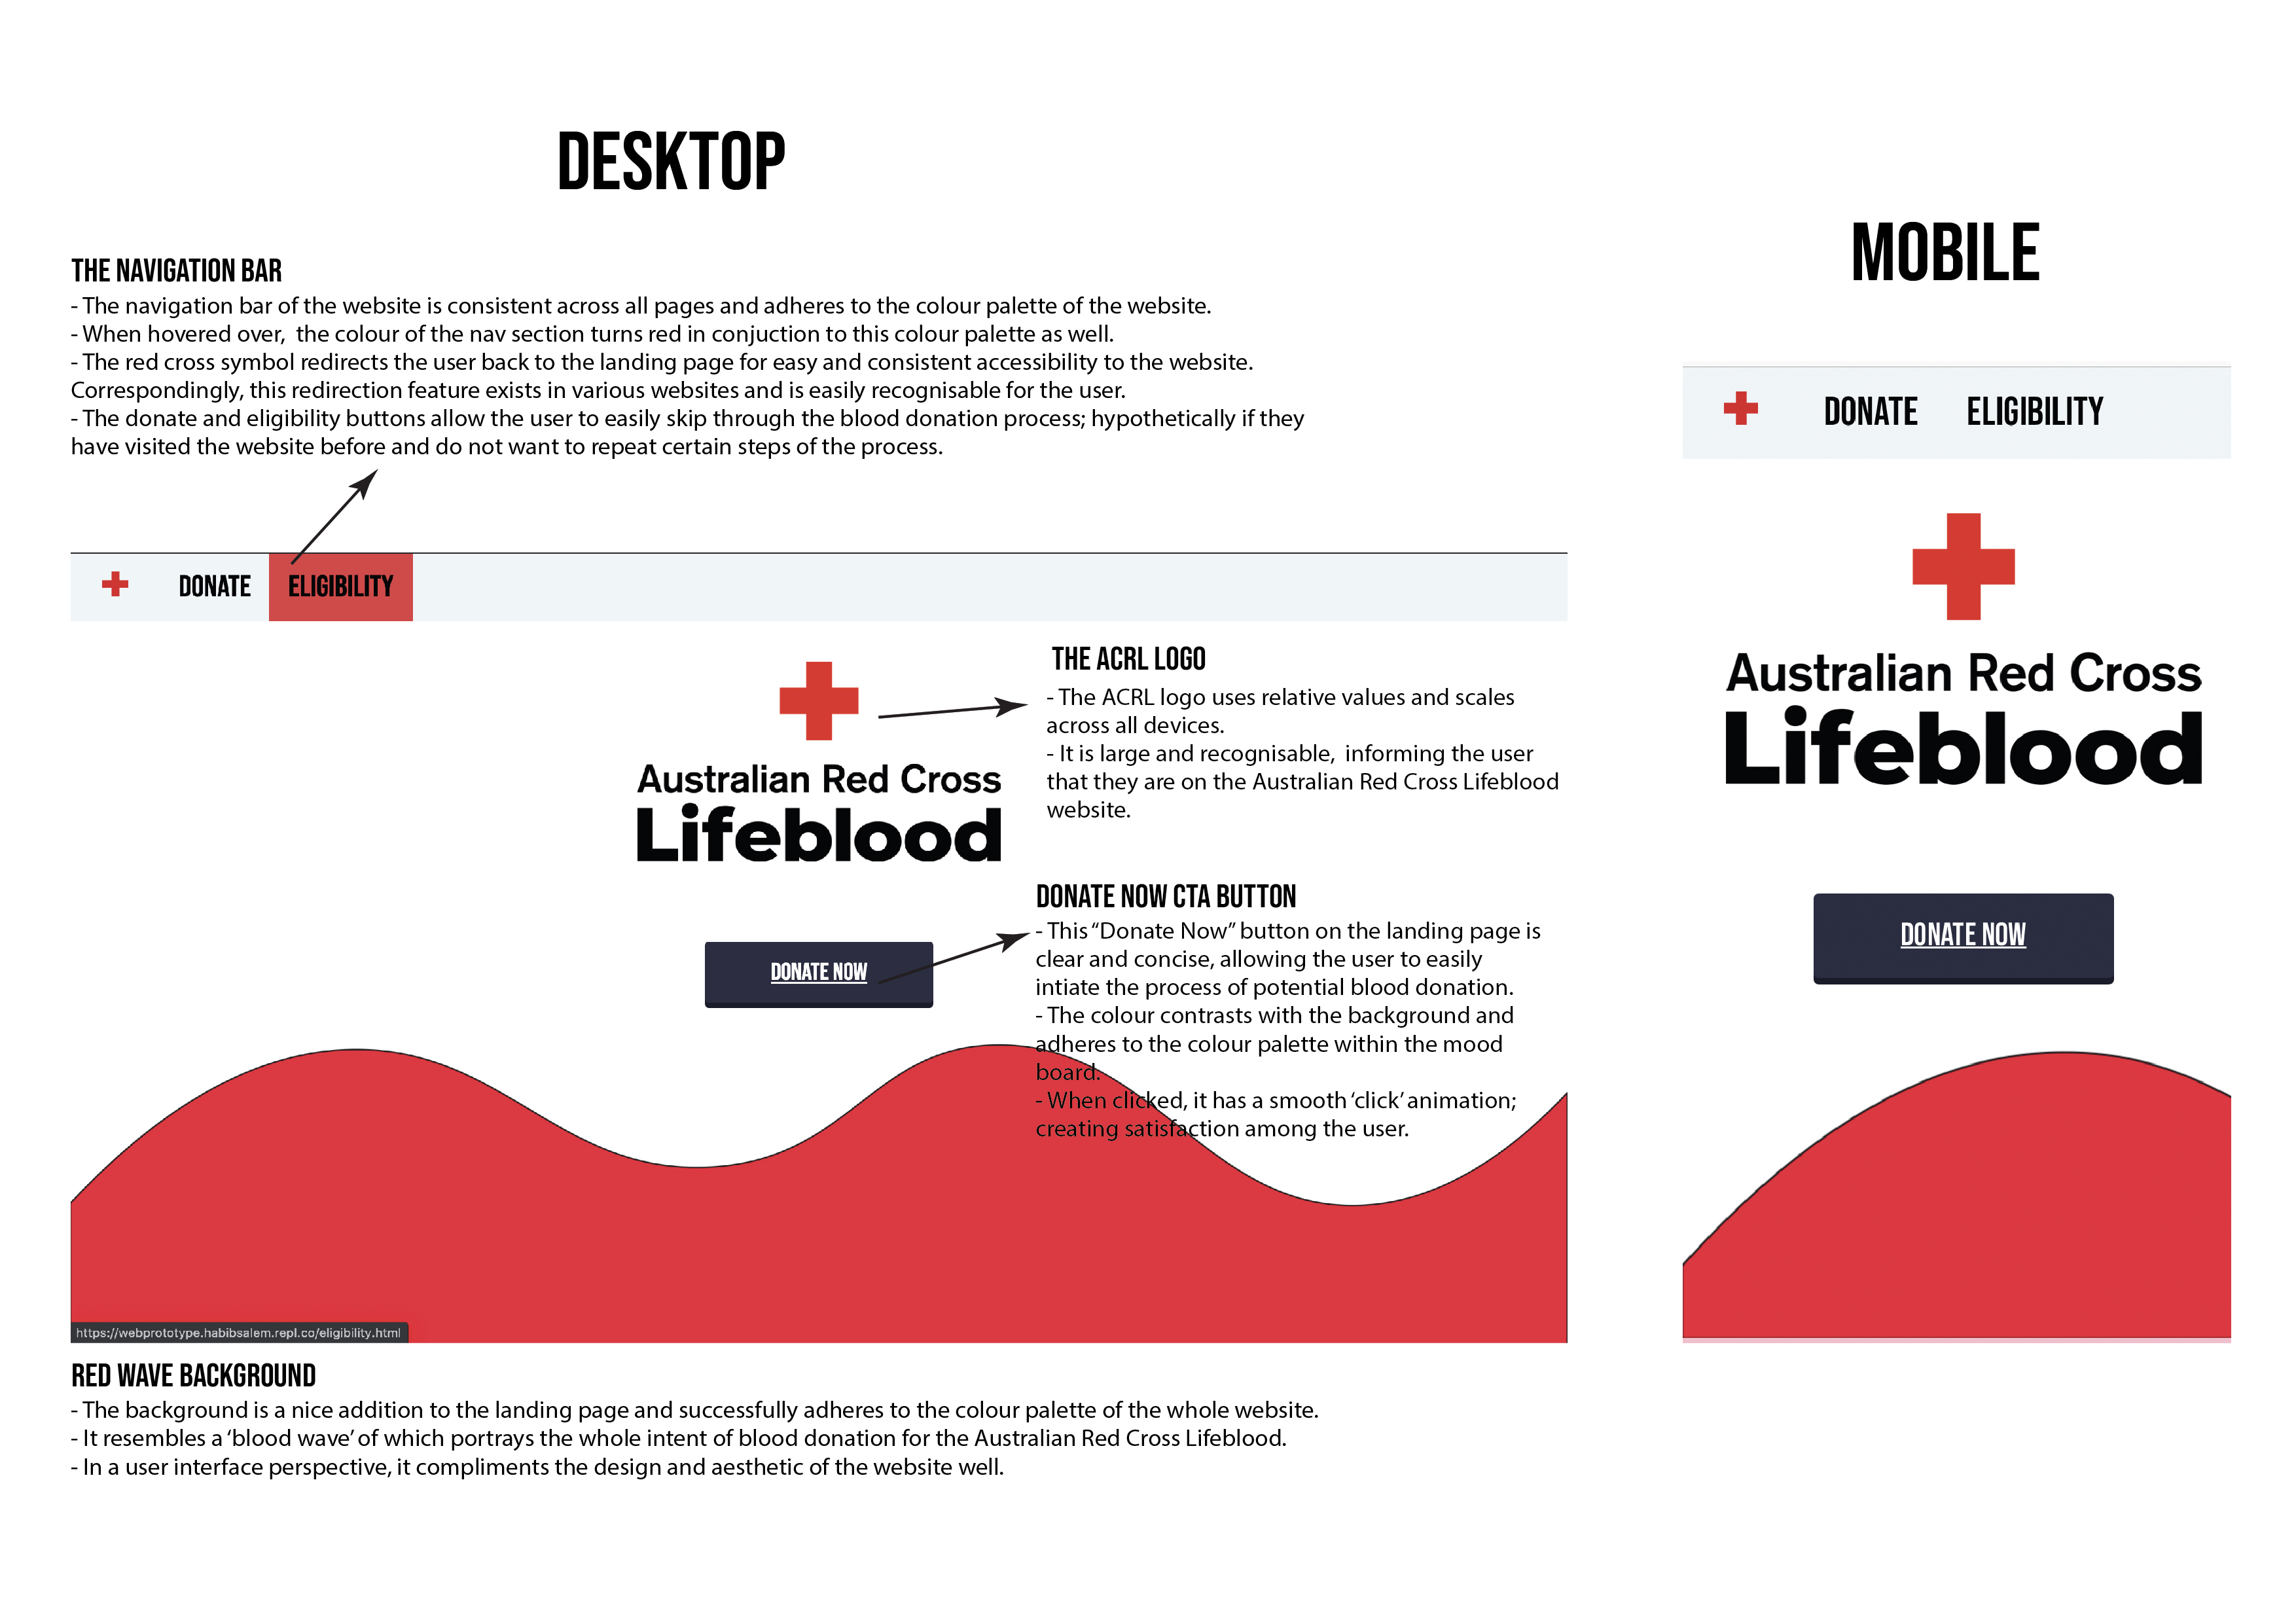 DESKTOP
THE NAVIGATION BAR
- The navigation bar of the website is consistent across all pages and adheres to the colour palette of the website.
- When hovered over,  the colour of the nav section turns red in conjuction to this colour palette as well.
- The red cross symbol redirects the user back to the landing page for easy and consistent accessibility to the website.
Correspondingly, this redirection feature exists in various websites and is easily recognisable for the user.
- The donate and eligibility buttons allow the user to easily skip through the blood donation process; hypothetically if they
have visited the website before and do not want to repeat certain steps of the process.
DONATE ELIGIBILITY
Australian Red Cross
Lifeblood
THE ACRL LOGO
- The ACRL logo uses relative values and scales
across all devices.
- It is large and recognisable,  informing the user
that they are on the Australian Red Cross Lifeblood
website.
DONATE NOW
DONATE NOW CTA BUTTON
- This “Donate Now” button on the landing page is
clear and concise, allowing the user to easily
intiate the process of potential blood donation.
- The colour contrasts with the background and
adheres to the colour palette within the mood
board.
- When clicked, it has a smooth ‘click’ animation;
creating satisfaction among the user.
https://webprototype.habibsalem.repl.co/eligibility.html
RED WAVE BACKGROUND
- The background is a nice addition to the landing page and successfully adheres to the colour palette of the whole website.
- It resembles a ‘blood wave’ of which portrays the whole intent of blood donation for the Australian Red Cross Lifeblood.
- In a user interface perspective, it compliments the design and aesthetic of the website well.
MOBILE
DONATE ELIGIBILITY
Australian Red Cross
Lifeblood
DONATE NOW